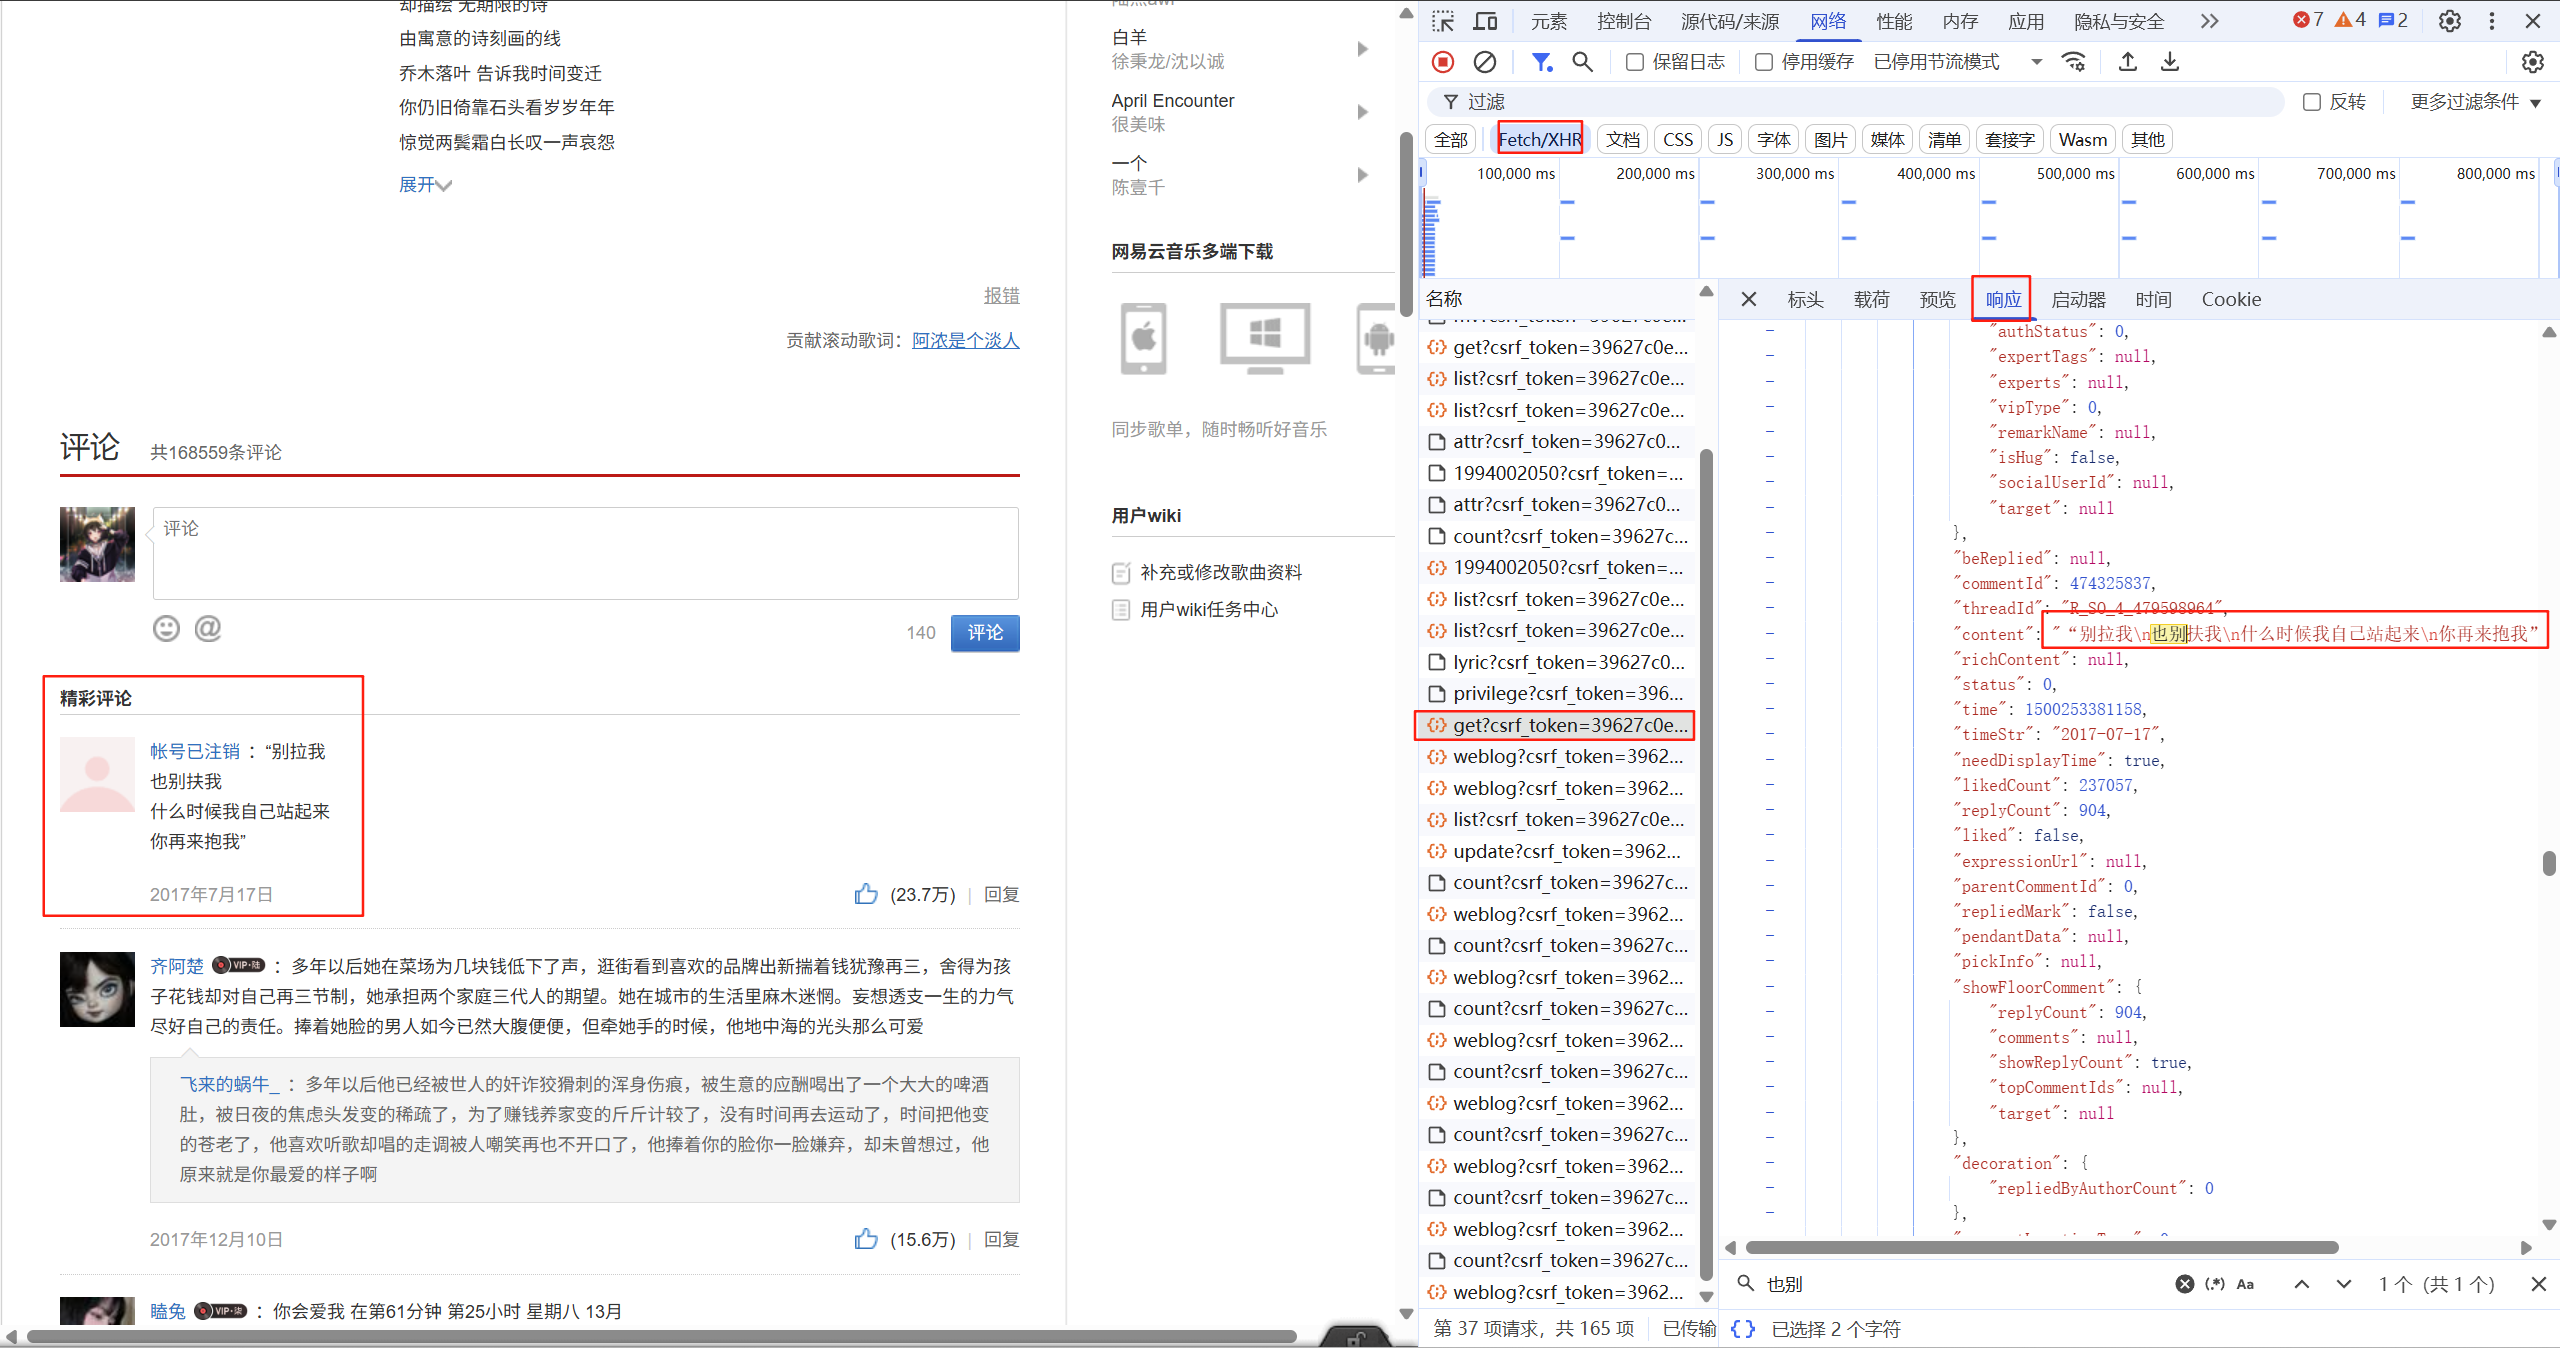 却描绘 无期限的诗
由寓意的诗刻画的线
乔木落叶 告诉我时间变迁
你仍旧倚靠石头看岁岁年年
惊觉两鬓霜白长叹一声哀怨
展开
报错
贡献滚动歌词：阿浓是个淡人
评论 共168559条评论
评论
140 评论
精彩评论
帐号已注销 ：“别拉我
也别扶我
什么时候我自己站起来
你再来抱我”
2017年7月17日 (23.7万) | 回复
齐阿楚 VIP·陆 ：多年以后她在菜场为几块钱低下了声，逛街看到喜欢的品牌出新揣着钱犹豫再三，舍得为孩
子花钱却对自己再三节制，她承担两个家庭三代人的期望。她在城市的生活里麻木迷惘。妄想透支一生的力气
尽好自己的责任。捧着她脸的男人如今已然大腹便便，但牵她手的时候，他地中海的光头那么可爱
飞来的蜗牛_ ：多年以后他已经被世人的奸诈狡猾刺的浑身伤痕，被生意的应酬喝出了一个大大的啤酒
肚，被日夜的焦虑头发变的稀疏了，为了赚钱养家变的斤斤计较了，没有时间再去运动了，时间把他变
的苍老了，他喜欢听歌却唱的走调被人嘲笑再也不开口了，他捧着你的脸你一脸嫌弃，却未曾想过，他
原来就是你最爱的样子啊
2017年12月10日 (15.6万) | 回复
瞌兔 VIP·柒 ：你会爱我 在第61分钟 第25小时 星期八 13月
白羊
徐秉龙/沈以诚
April Encounter
很美味
一个
陈壹千
网易云音乐多端下载
同步歌单，随时畅听好音乐
用户wiki
补充或修改歌曲资料
用户wiki任务中心
元素 控制台 源代码/来源 网络 性能 内存 应用 隐私与安全 7 4 2
保留日志 停用缓存 已停用节流模式
过滤 反转 更多过滤条件
全部 Fetch/XHR 文档 CSS JS 字体 图片 媒体 清单 套接字 Wasm 其他
100,000 ms 200,000 ms 300,000 ms 400,000 ms 500,000 ms 600,000 ms 700,000 ms 800,000 ms
名称
get?csrf_token=39627c0e...
list?csrf_token=39627c0e...
list?csrf_token=39627c0e...
attr?csrf_token=39627c0...
1994002050?csrf_token=...
attr?csrf_token=39627c0...
count?csrf_token=39627c...
1994002050?csrf_token=...
list?csrf_token=39627c0e...
list?csrf_token=39627c0e...
lyric?csrf_token=39627c0...
privilege?csrf_token=396...
get?csrf_token=39627c0e...
weblog?csrf_token=3962...
weblog?csrf_token=3962...
list?csrf_token=39627c0e...
update?csrf_token=3962...
count?csrf_token=39627c...
weblog?csrf_token=3962...
count?csrf_token=39627c...
weblog?csrf_token=3962...
count?csrf_token=39627c...
weblog?csrf_token=3962...
count?csrf_token=39627c...
weblog?csrf_token=3962...
count?csrf_token=39627c...
weblog?csrf_token=3962...
count?csrf_token=39627c...
weblog?csrf_token=3962...
count?csrf_token=39627c...
weblog?csrf_token=3962...
第 37 项请求，共 165 项 已传输
标头 载荷 预览 响应 启动器 时间 Cookie
"authStatus": 0,
"expertTags": null,
"experts": null,
"vipType": 0,
"remarkName": null,
"isHug": false,
"socialUserId": null,
"target": null
},
"beReplied": null,
"commentId": 474325837,
"threadId": "R_SO_4_479598964",
"content": "“别拉我\n也别扶我\n什么时候我自己站起来\n你再来抱我”
"richContent": null,
"status": 0,
"time": 1500253381158,
"timeStr": "2017-07-17",
"needDisplayTime": true,
"likedCount": 237057,
"replyCount": 904,
"liked": false,
"expressionUrl": null,
"parentCommentId": 0,
"repliedMark": false,
"pendantData": null,
"pickInfo": null,
"showFloorComment": {
"replyCount": 904,
"comments": null,
"showReplyCount": true,
"topCommentIds": null,
"target": null
},
"decoration": {
"repliedByAuthorCount": 0
},
也别 (.*) Aa 1 个 (共 1 个)
{} 已选择 2 个字符